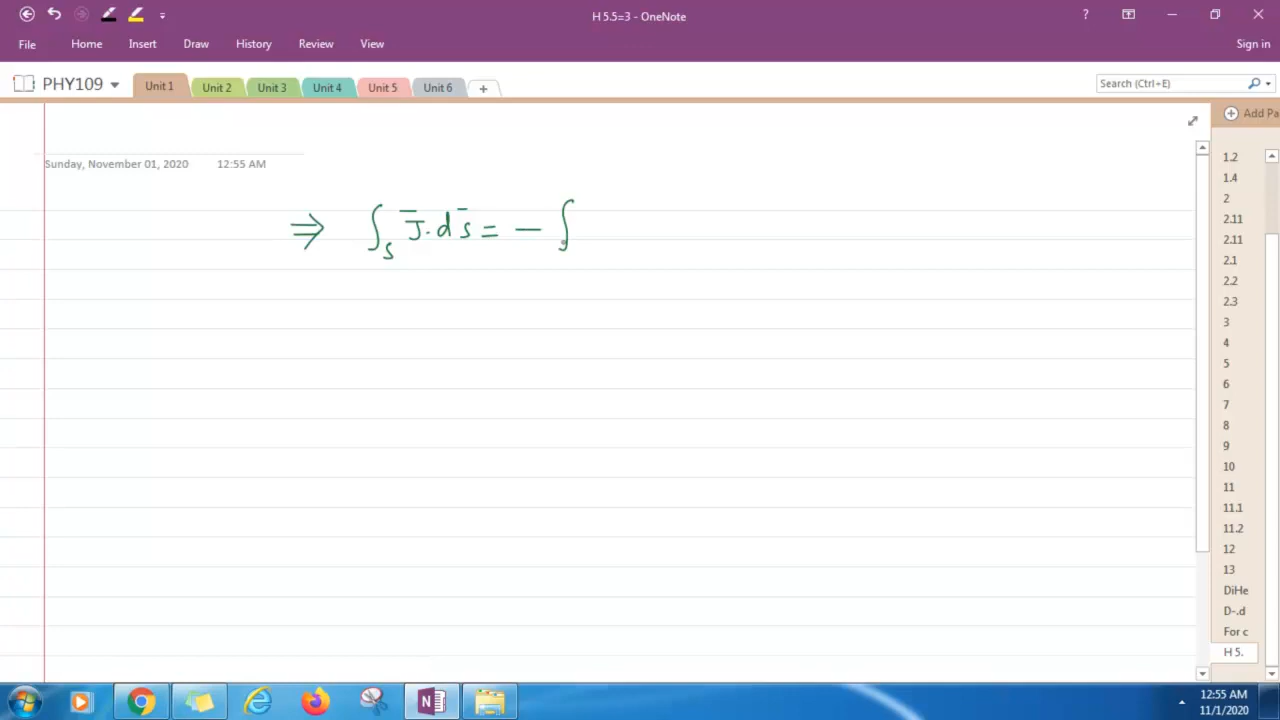 H 5.5=3 - OneNote
?
File Home Insert Draw History Review View
Sign in
PHY109 Unit 1 Unit 2 Unit 3 Unit 4 Unit 5 Unit 6 +
Search (Ctrl+E)
Add Pa
Sunday, November 01, 2020 12:55 AM
⇒ ∫_S J̄. d s̄ = - ∫
1.2
1.4
2
2.11
2.11
2.1
2.2
2.3
3
4
5
6
7
8
9
10
11
11.1
11.2
12
13
DiHe
D-.d
For c
H 5.
12:55 AM
11/1/2020